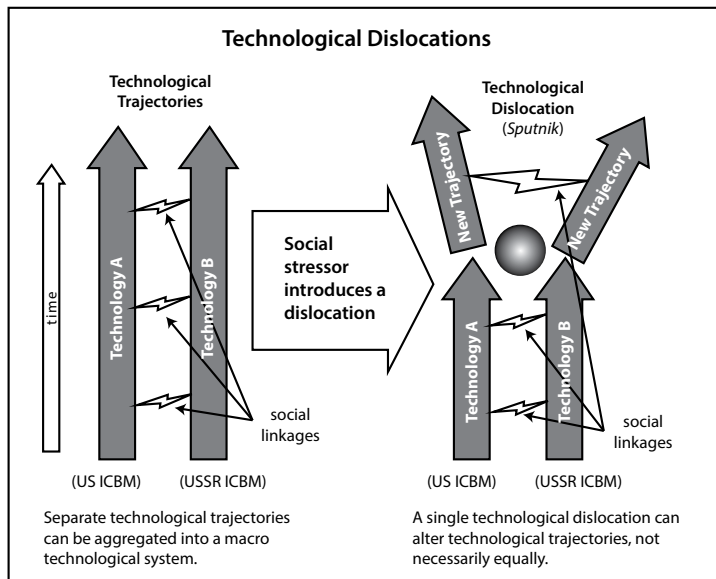 Technological Dislocations
Technological
Trajectories
time
Technology A
Technology B
social
linkages
(US ICBM)
(USSR ICBM)
Separate technological trajectories
can be aggregated into a macro
technological system.
Social
stressor
introduces a
dislocation
Technological
Dislocation
(Sputnik)
New Trajectory
New Trajectory
Technology A
Technology B
social
linkages
(US ICBM)
(USSR ICBM)
A single technological dislocation can
alter technological trajectories, not
necessarily equally.